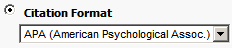 Citation Format
APA (American Psychological Assoc.)